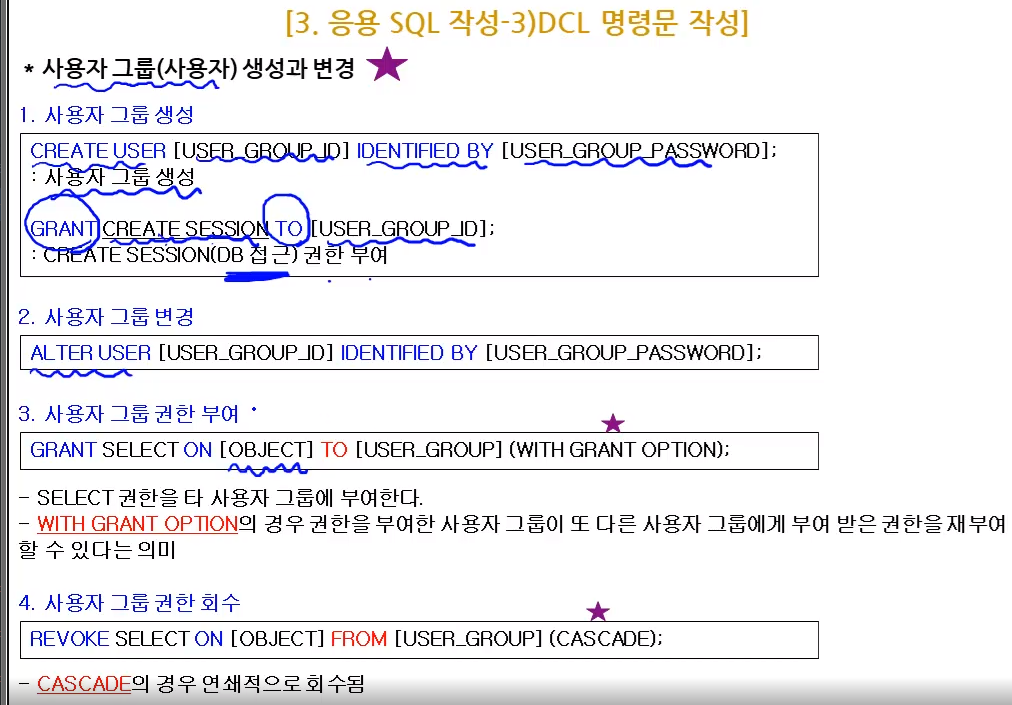 [3. 응용 SQL 작성-3)DCL 명령문 작성]
* 사용자 그룹(사용자) 생성과 변경
1. 사용자 그룹 생성
CREATE USER [USER_GROUP_ID] IDENTIFIED BY [USER_GROUP_PASSWORD];
: 사용자 그룹 생성
GRANT CREATE SESSION TO [USER_GROUP_ID];
: CREATE SESSION(DB 접근) 권한 부여
2. 사용자 그룹 변경
ALTER USER [USER_GROUP_ID] IDENTIFIED BY [USER_GROUP_PASSWORD];
3. 사용자 그룹 권한 부여
GRANT SELECT ON [OBJECT] TO [USER_GROUP] (WITH GRANT OPTION);
- SELECT 권한을 타 사용자 그룹에 부여한다.
- WITH GRANT OPTION의 경우 권한을 부여한 사용자 그룹이 또 다른 사용자 그룹에게 부여 받은 권한을 재부여
할 수 있다는 의미
4. 사용자 그룹 권한 회수
REVOKE SELECT ON [OBJECT] FROM [USER_GROUP] (CASCADE);
- CASCADE의 경우 연쇄적으로 회수됨